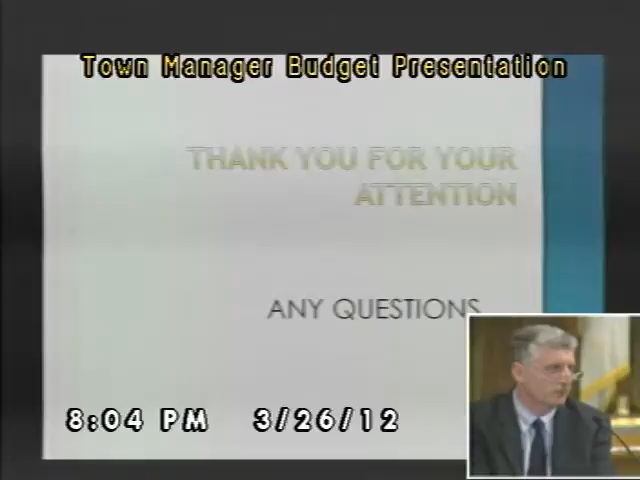 Town Manager Budget Presentation
THANK YOU FOR YOUR
ATTENTION
ANY QUESTIONS
8:04 PM 3/26/12